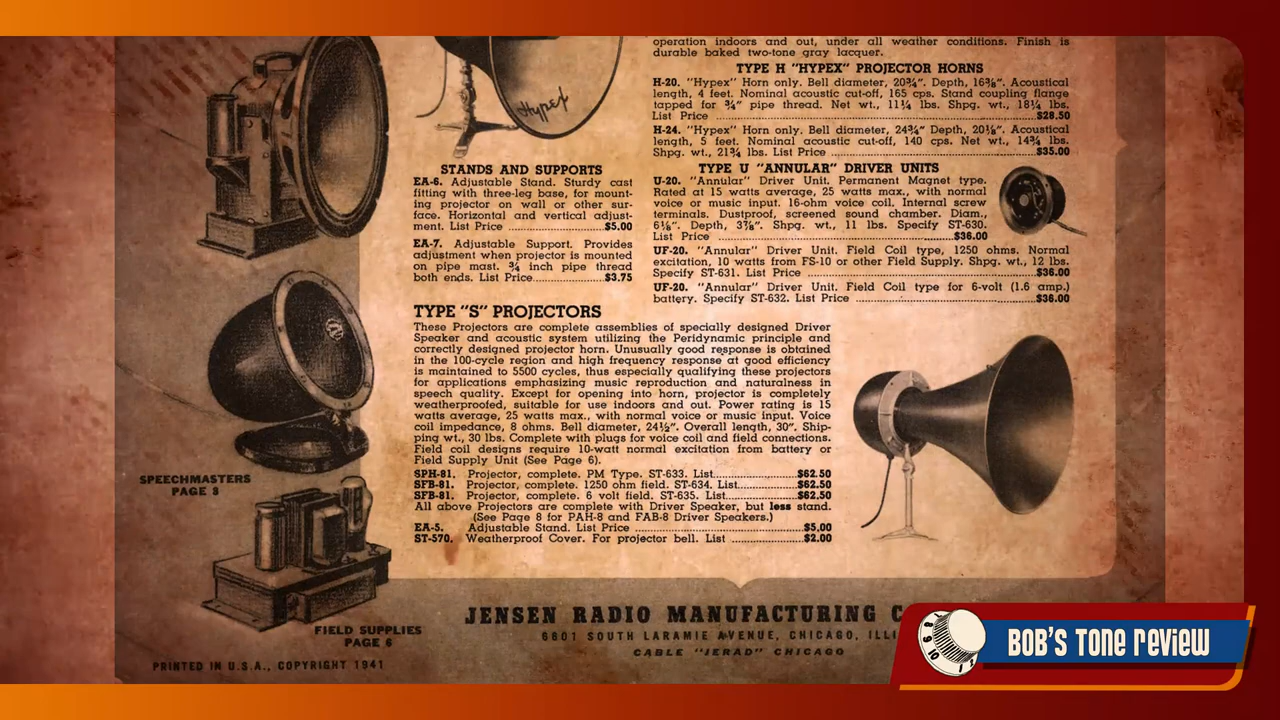 operation indoors and out, under all weather conditions. Finish is
durable baked two-tone gray lacquer.
TYPE H "HYPEX" PROJECTOR HORNS
H-20. "Hypex" Horn only. Bell diameter, 20¾". Depth, 16⅜". Acoustical
length, 4 feet. Nominal acoustic cut-off, 165 cps. Stand coupling flange
tapped for ¾" pipe thread. Net wt., 11¼ lbs. Shpg. wt., 18¼ lbs.
List Price $28.50
H-24. "Hypex" Horn only. Bell diameter, 24¾" Depth, 20⅛". Acoustical
length, 5 feet. Nominal acoustic cut-off, 140 cps. Net wt., 14¾ lbs.
Shpg. wt., 21¾ lbs. List Price $35.00
Hypex
STANDS AND SUPPORTS
EA-6. Adjustable Stand. Sturdy cast
fitting with three-leg base, for mount-
ing projector on wall or other sur-
face. Horizontal and vertical adjust-
ment. List Price $5.00
EA-7. Adjustable Support. Provides
adjustment when projector is mounted
on pipe mast. ¾ inch pipe thread
both ends. List Price $3.75
TYPE U "ANNULAR" DRIVER UNITS
U-20. "Annular" Driver Unit. Permanent Magnet type.
Rated at 15 watts average, 25 watts max., with normal
voice or music input. 16-ohm voice coil. Internal screw
terminals. Dustproof, screened sound chamber. Diam.,
6⅛". Depth, 3⅞". Shpg. wt., 11 lbs. Specify ST-630.
List Price $36.00
UF-20. "Annular" Driver Unit. Field Coil type, 1250 ohms. Normal
excitation, 10 watts from FS-10 or other Field Supply. Shpg. wt., 12 lbs.
Specify ST-631. List Price $36.00
UF-20. "Annular" Driver Unit. Field Coil type for 6-volt (1.6 amp.)
battery. Specify ST-632. List Price $36.00
TYPE "S" PROJECTORS
These Projectors are complete assemblies of specially designed Driver
Speaker and acoustic system utilizing the Peridynamic principle and
correctly designed projector horn. Unusually good response is obtained
in the 100-cycle region and high frequency response at good efficiency
is maintained to 5500 cycles, thus especially qualifying these projectors
for applications emphasizing music reproduction and naturalness in
speech quality. Except for opening into horn, projector is completely
weatherproofed, suitable for use indoors and out. Power rating is 15
watts average, 25 watts max., with normal voice or music input. Voice
coil impedance, 8 ohms. Bell diameter, 24½". Overall length, 30". Ship-
ping wt., 30 lbs. Complete with plugs for voice coil and field connections.
Field coil designs require 10-watt normal excitation from battery or
Field Supply Unit (See Page 6).
SPH-81. Projector, complete. PM Type. ST-633. List $62.50
SFB-81. Projector, complete. 1250 ohm field. ST-634. List $62.50
SFB-81. Projector, complete. 6 volt field. ST-635. List $62.50
All above Projectors are complete with Driver Speaker, but less stand.
(See Page 8 for PAH-8 and FAB-8 Driver Speakers.)
EA-5. Adjustable Stand. List Price $5.00
ST-570. Weatherproof Cover. For projector bell. List $2.00
SPEECHMASTERS
PAGE 8
FIELD SUPPLIES
PAGE 6
PRINTED IN U.S.A., COPYRIGHT 1941
JENSEN RADIO MANUFACTURING C
6601 SOUTH LARAMIE AVENUE, CHICAGO, ILLI
CABLE "JERAD" CHICAGO
BOB'S TONE REVIEW